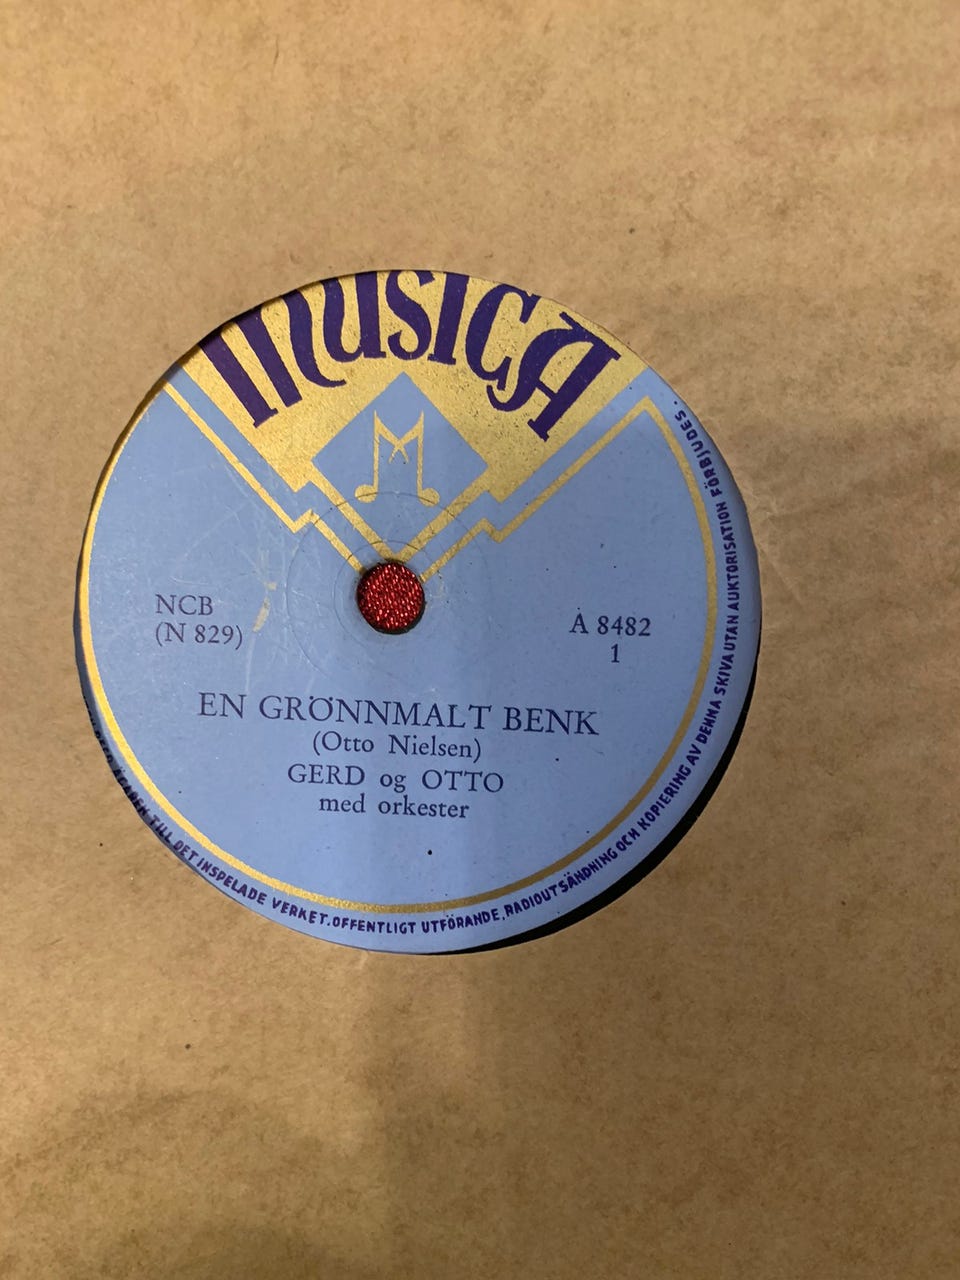 MUSICA
M
NCB
(N 829)
A 8482
1
EN GRÖNNMALT BENK
(Otto Nielsen)
GERD og OTTO
med orkester
TILL DET INSPELADE VERKET. OFFENTLIGT UTFÖRANDE, RADIOUTSÄNDNING OCH KOPIERING AV DENNA SKIVA UTAN AUKTORISATION FÖRBJUDES.